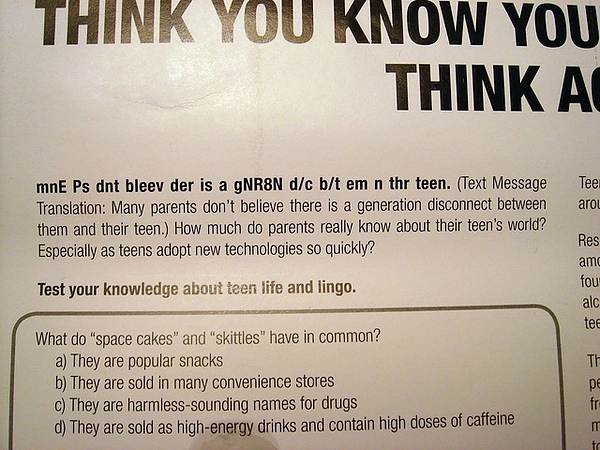 THINK YOU KNOW YOU
THINK
mnE Ps dnt bleev der is a gNR8N d/c b/t em n thr teen. (Text Message
Translation: Many parents don't believe there is a generation disconnect between
them and their teen.) How much do parents really know about their teen's world?
Especially as teens adopt new technologies so quickly?
Test your knowledge about teen life and lingo.
What do "space cakes" and "skittles" have in common?
a) They are popular snacks
b) They are sold in many convenience stores
c) They are harmless-sounding names for drugs
d) They are sold as high-energy drinks and contain high doses of caffeine